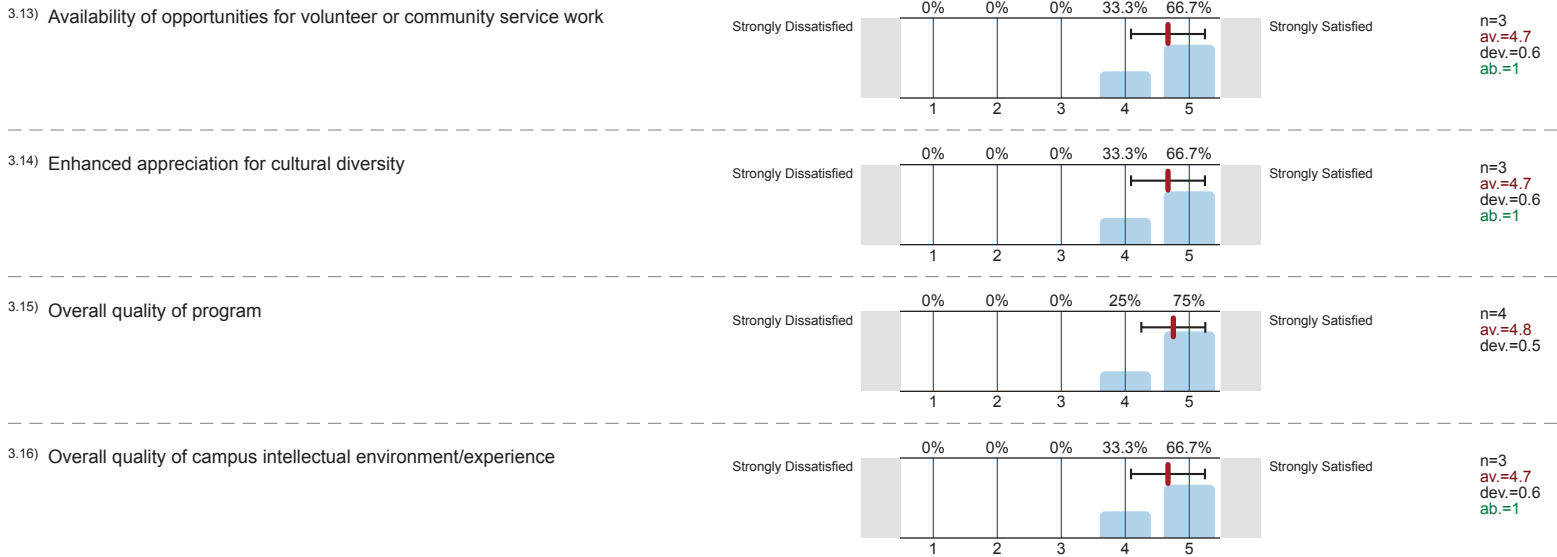 3.13) Availability of opportunities for volunteer or community service work
0% 0% 0% 33.3% 66.7%
Strongly Dissatisfied
Strongly Satisfied
1 2 3 4 5
n=3
av.=4.7
dev.=0.6
ab.=1
3.14) Enhanced appreciation for cultural diversity
0% 0% 0% 33.3% 66.7%
Strongly Dissatisfied
Strongly Satisfied
1 2 3 4 5
n=3
av.=4.7
dev.=0.6
ab.=1
3.15) Overall quality of program
0% 0% 0% 25% 75%
Strongly Dissatisfied
Strongly Satisfied
1 2 3 4 5
n=4
av.=4.8
dev.=0.5
3.16) Overall quality of campus intellectual environment/experience
0% 0% 0% 33.3% 66.7%
Strongly Dissatisfied
Strongly Satisfied
1 2 3 4 5
n=3
av.=4.7
dev.=0.6
ab.=1